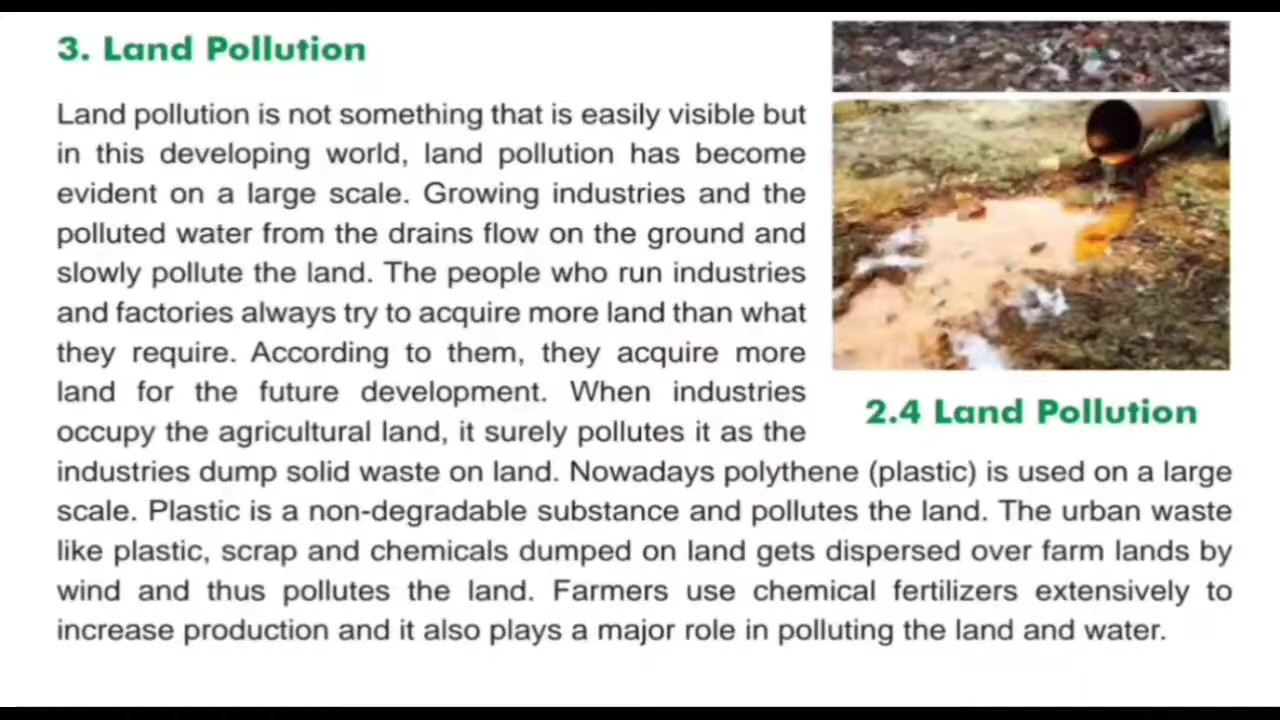 3. Land Pollution
Land pollution is not something that is easily visible but
in this developing world, land pollution has become
evident on a large scale. Growing industries and the
polluted water from the drains flow on the ground and
slowly pollute the land. The people who run industries
and factories always try to acquire more land than what
they require. According to them, they acquire more
land for the future development. When industries
occupy the agricultural land, it surely pollutes it as the
2.4 Land Pollution
industries dump solid waste on land. Nowadays polythene (plastic) is used on a large
scale. Plastic is a non-degradable substance and pollutes the land. The urban waste
like plastic, scrap and chemicals dumped on land gets dispersed over farm lands by
wind and thus pollutes the land. Farmers use chemical fertilizers extensively to
increase production and it also plays a major role in polluting the land and water.